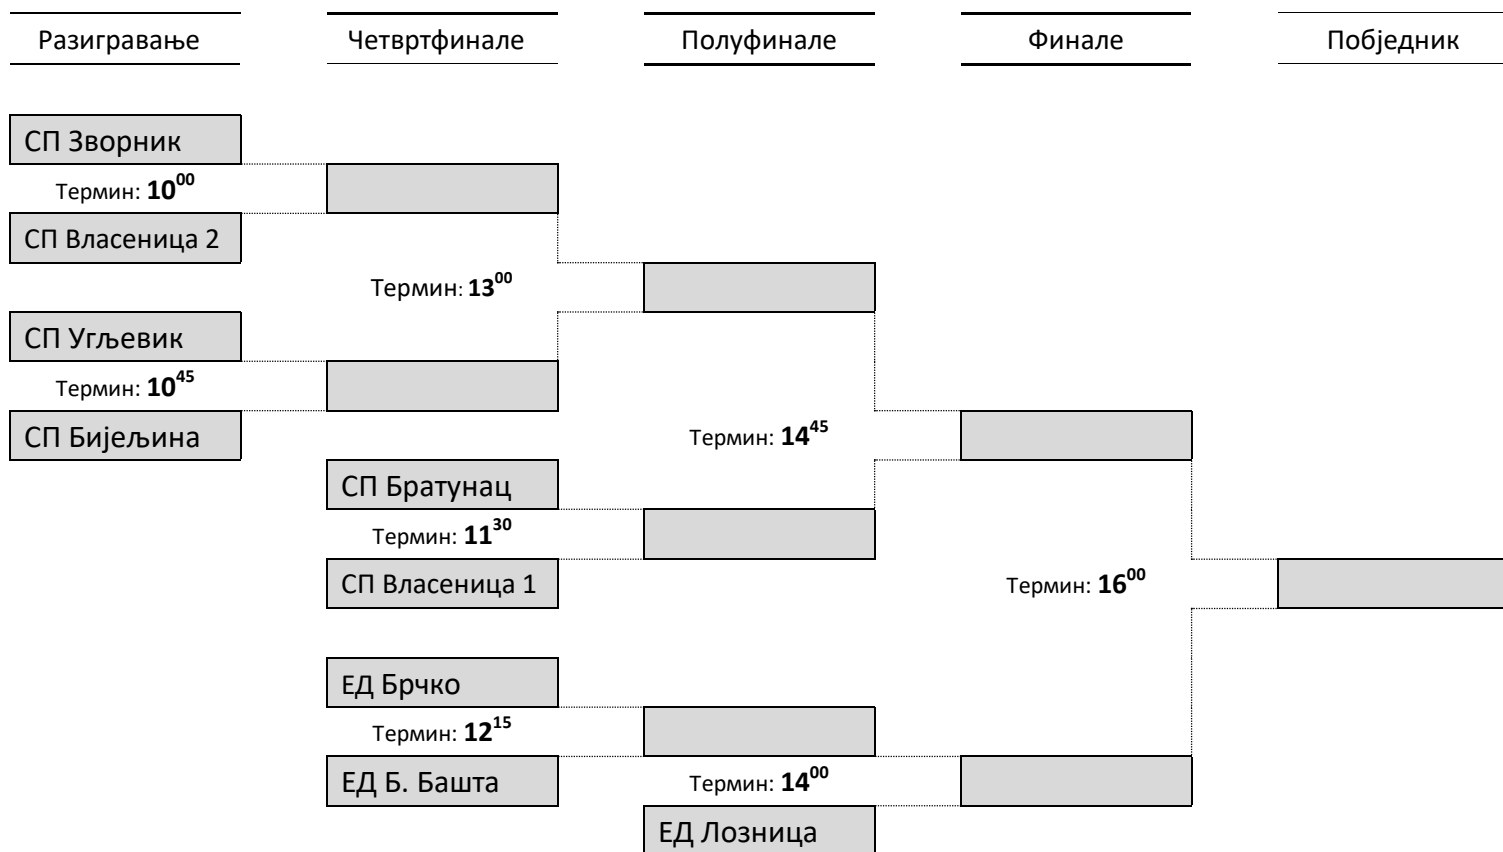 Разигравање
Четвртфинале
Полуфинале
Финале
Побједник
СП Зворник
Термин: 10⁰⁰
СП Власеница 2
Термин: 13⁰⁰
СП Угљевик
Термин: 10⁴⁵
СП Бијељина
Термин: 14⁴⁵
СП Братунац
Термин: 11³⁰
СП Власеница 1
Термин: 16⁰⁰
ЕД Брчко
Термин: 12¹⁵
ЕД Б. Башта
Термин: 14⁰⁰
ЕД Лозница